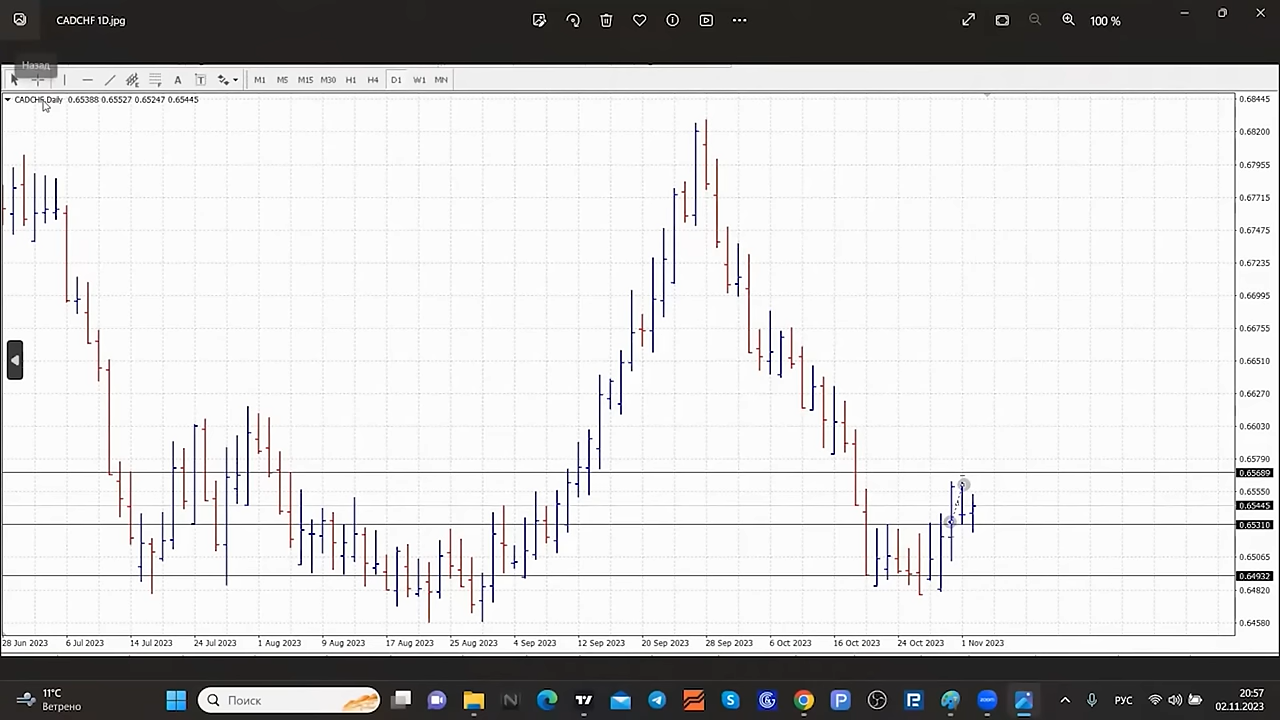 CADCHF 1D.jpg
100 %
Назад
A T M1 M5 M15 M30 H1 H4 D1 W1 MN
CADCHF,Daily 0.65388 0.65527 0.65247 0.65445
0.68445
0.68200
0.67955
0.67715
0.67475
0.67235
0.66995
0.66755
0.66510
0.66270
0.66030
0.65790
0.65689
0.65550
0.65445
0.65310
0.65065
0.64932
0.64820
0.64580
28 Jun 2023 6 Jul 2023 14 Jul 2023 24 Jul 2023 1 Aug 2023 9 Aug 2023 17 Aug 2023 25 Aug 2023 4 Sep 2023 12 Sep 2023 20 Sep 2023 28 Sep 2023 6 Oct 2023 16 Oct 2023 24 Oct 2023 1 Nov 2023
11°C
Ветрено
Поиск
РУС
20:57
02.11.2023